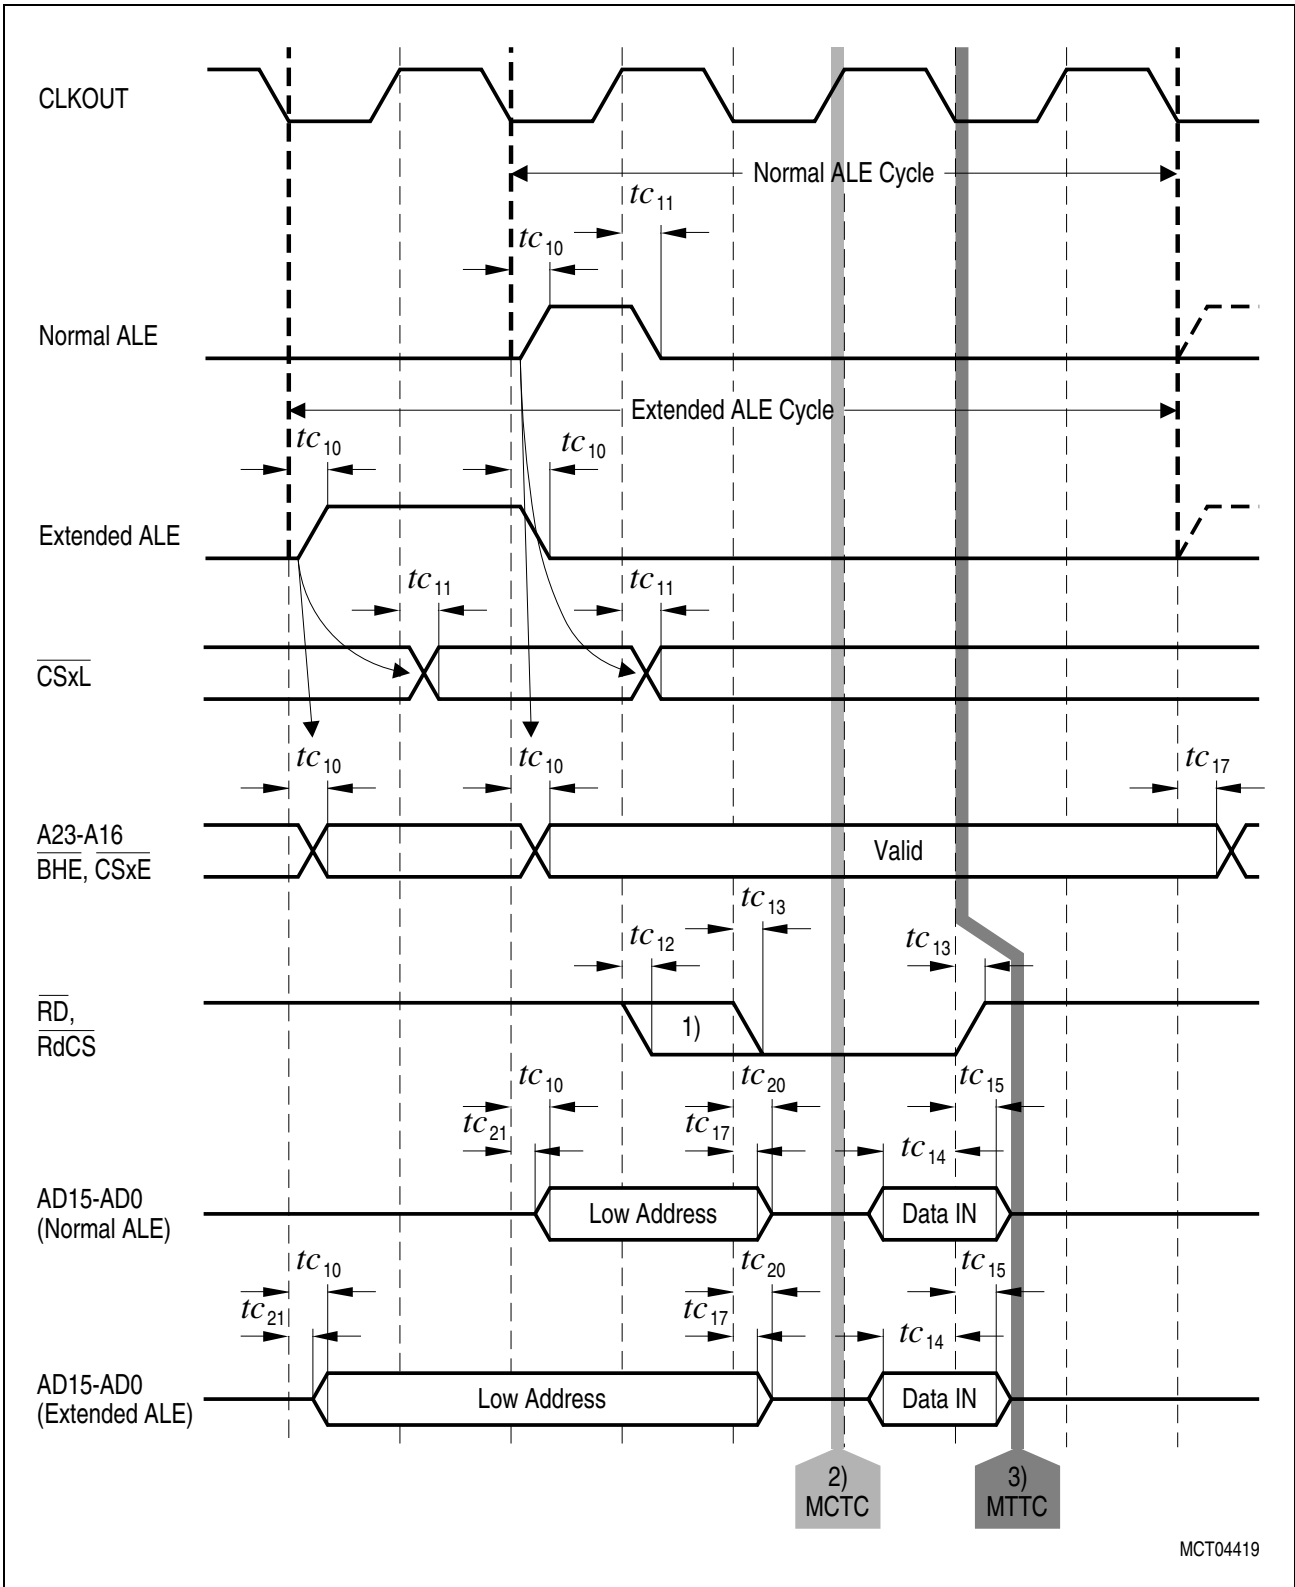 CLKOUT
Normal ALE Cycle
tc11
tc10
Normal ALE
Extended ALE Cycle
tc10
tc10
Extended ALE
tc11
tc11
CSxL
tc10
tc10
tc17
A23-A16
BHE, CSxE
Valid
tc13
tc12
tc13
RD,
RdCS
1)
tc10
tc20
tc15
tc21
tc17
tc14
AD15-AD0
(Normal ALE)
Low Address
Data IN
tc10
tc20
tc15
tc21
tc17
tc14
AD15-AD0
(Extended ALE)
Low Address
Data IN
2)
MCTC
3)
MTTC
MCT04419